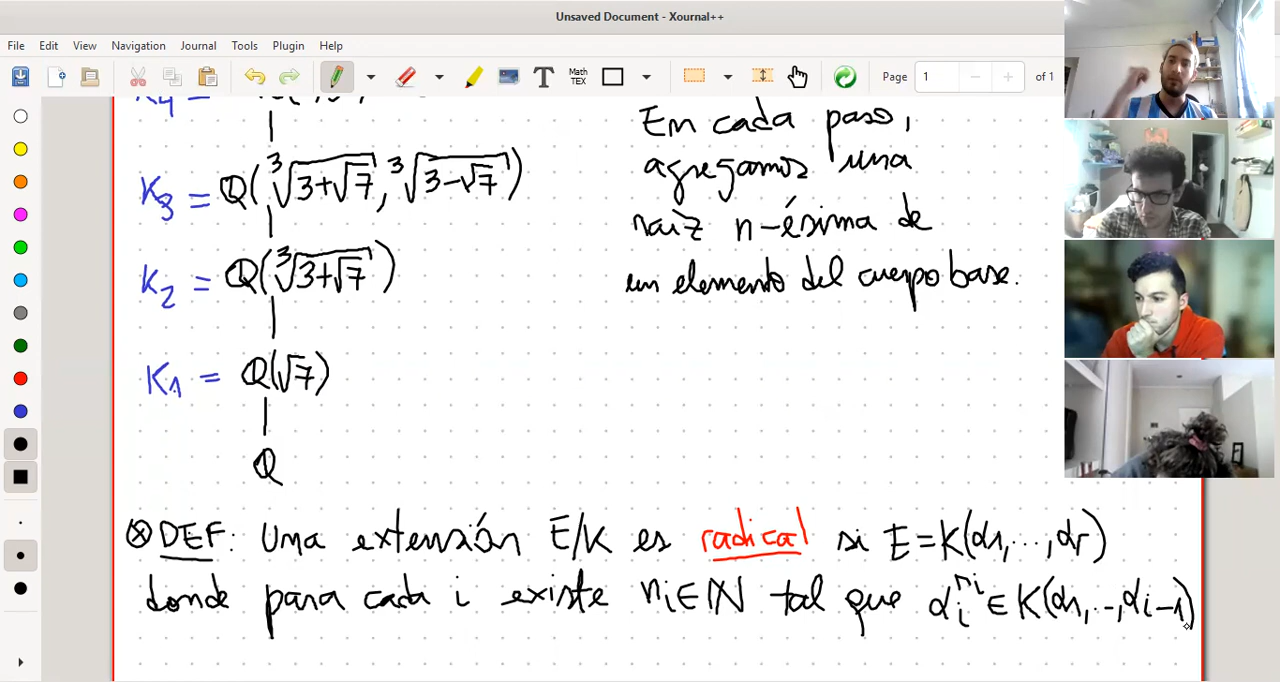 Unsaved Document - Xournal++
File Edit View Navigation Journal Tools Plugin Help
T Math TEX Page 1 of 1
K4 =
K3 = Q(∛(3+√7), ∛(3-√7))
K2 = Q(∛(3+√7))
K1 = Q(√7)
Q
En cada paso,
agregamos una
raíz n-ésima de
un elemento del cuerpo base.
⊗ DEF: Una extensión E/K es radical si E=K(α1,...,αr)
donde para cada i existe ni∈ℕ tal que αi^ni ∈ K(α1,...,αi-1)